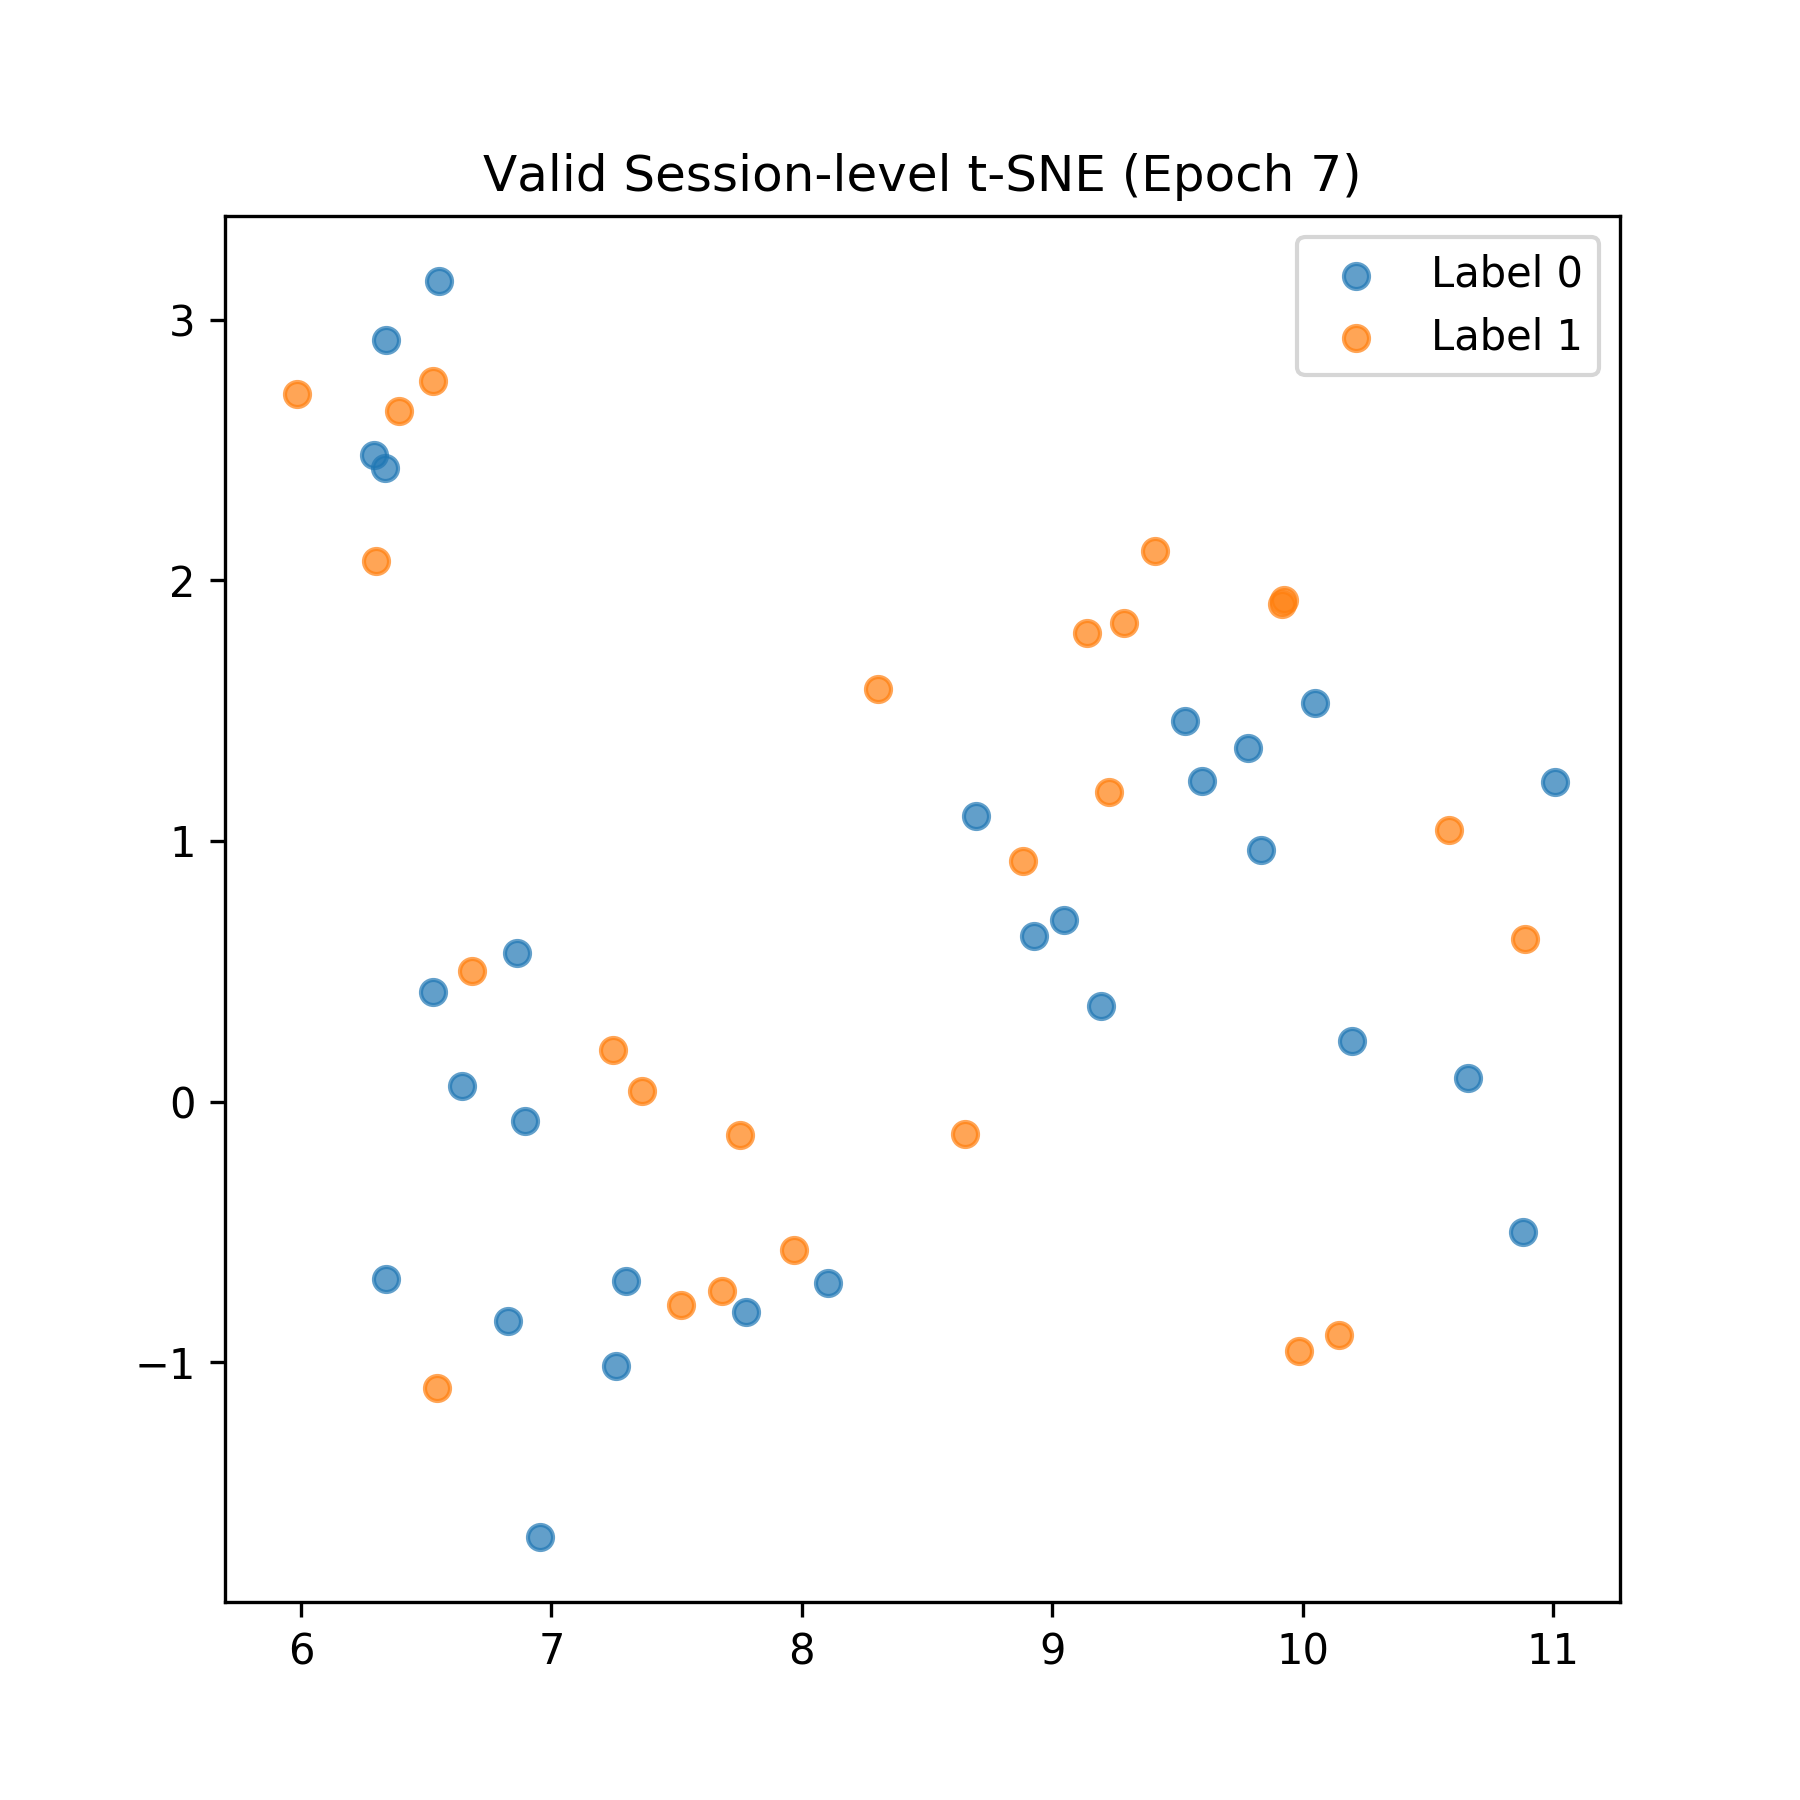 Valid Session-level t-SNE (Epoch 7)
Label 0
Label 1
3
2
1
0
−1
6 7 8 9 10 11